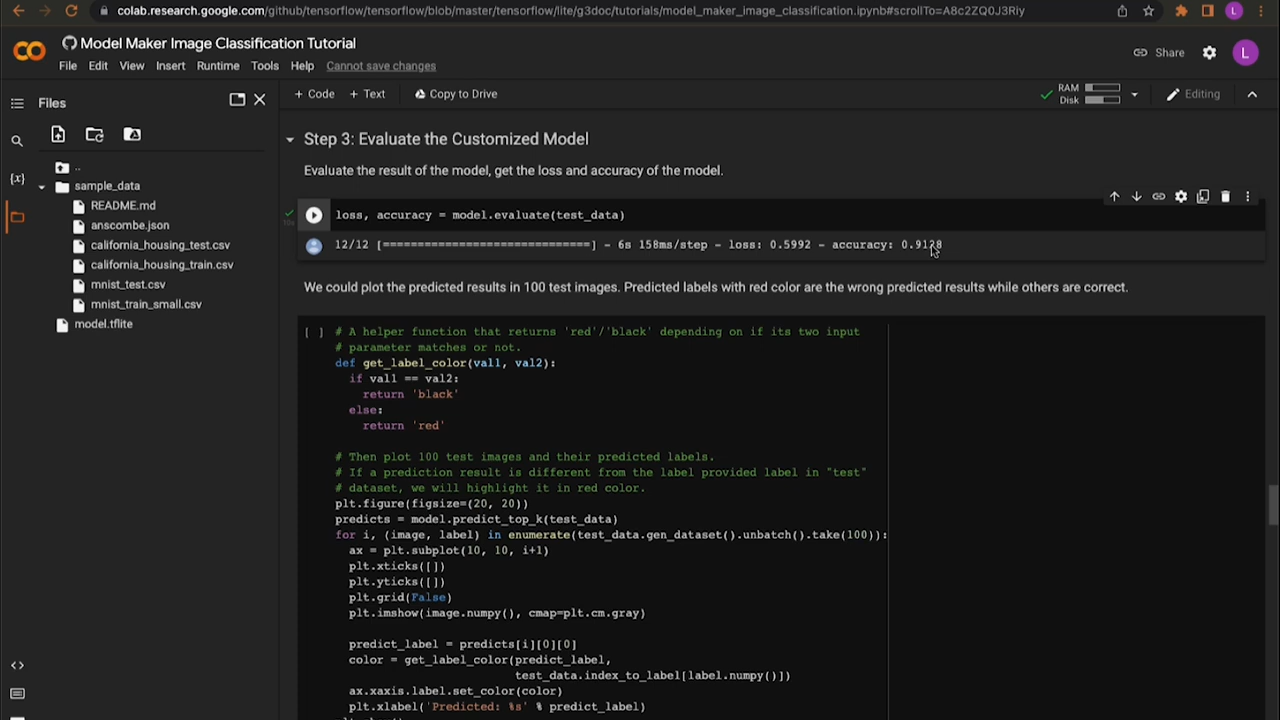 colab.research.google.com/github/tensorflow/tensorflow/blob/master/tensorflow/lite/g3doc/tutorials/model_maker_image_classification.ipynb#scrollTo=A8c2ZQ0J3Riy
L
Model Maker Image Classification Tutorial
File Edit View Insert Runtime Tools Help Cannot save changes
Share
L
Files
+ Code + Text Copy to Drive
RAM
Disk
Editing
..
sample_data
README.md
anscombe.json
california_housing_test.csv
california_housing_train.csv
mnist_test.csv
mnist_train_small.csv
model.tflite
{x}
<>
Step 3: Evaluate the Customized Model
Evaluate the result of the model, get the loss and accuracy of the model.
loss, accuracy = model.evaluate(test_data)
12/12 [==============================] - 6s 158ms/step - loss: 0.5992 - accuracy: 0.9128
We could plot the predicted results in 100 test images. Predicted labels with red color are the wrong predicted results while others are correct.
[ ] # A helper function that returns 'red'/'black' depending on if its two input
# parameter matches or not.
def get_label_color(val1, val2):
if val1 == val2:
return 'black'
else:
return 'red'
# Then plot 100 test images and their predicted labels.
# If a prediction result is different from the label provided label in "test"
# dataset, we will highlight it in red color.
plt.figure(figsize=(20, 20))
predicts = model.predict_top_k(test_data)
for i, (image, label) in enumerate(test_data.gen_dataset().unbatch().take(100)):
ax = plt.subplot(10, 10, i+1)
plt.xticks([])
plt.yticks([])
plt.grid(False)
plt.imshow(image.numpy(), cmap=plt.cm.gray)
predict_label = predicts[i][0][0]
color = get_label_color(predict_label,
test_data.index_to_label[label.numpy()])
ax.xaxis.label.set_color(color)
plt.xlabel('Predicted: %s' % predict_label)